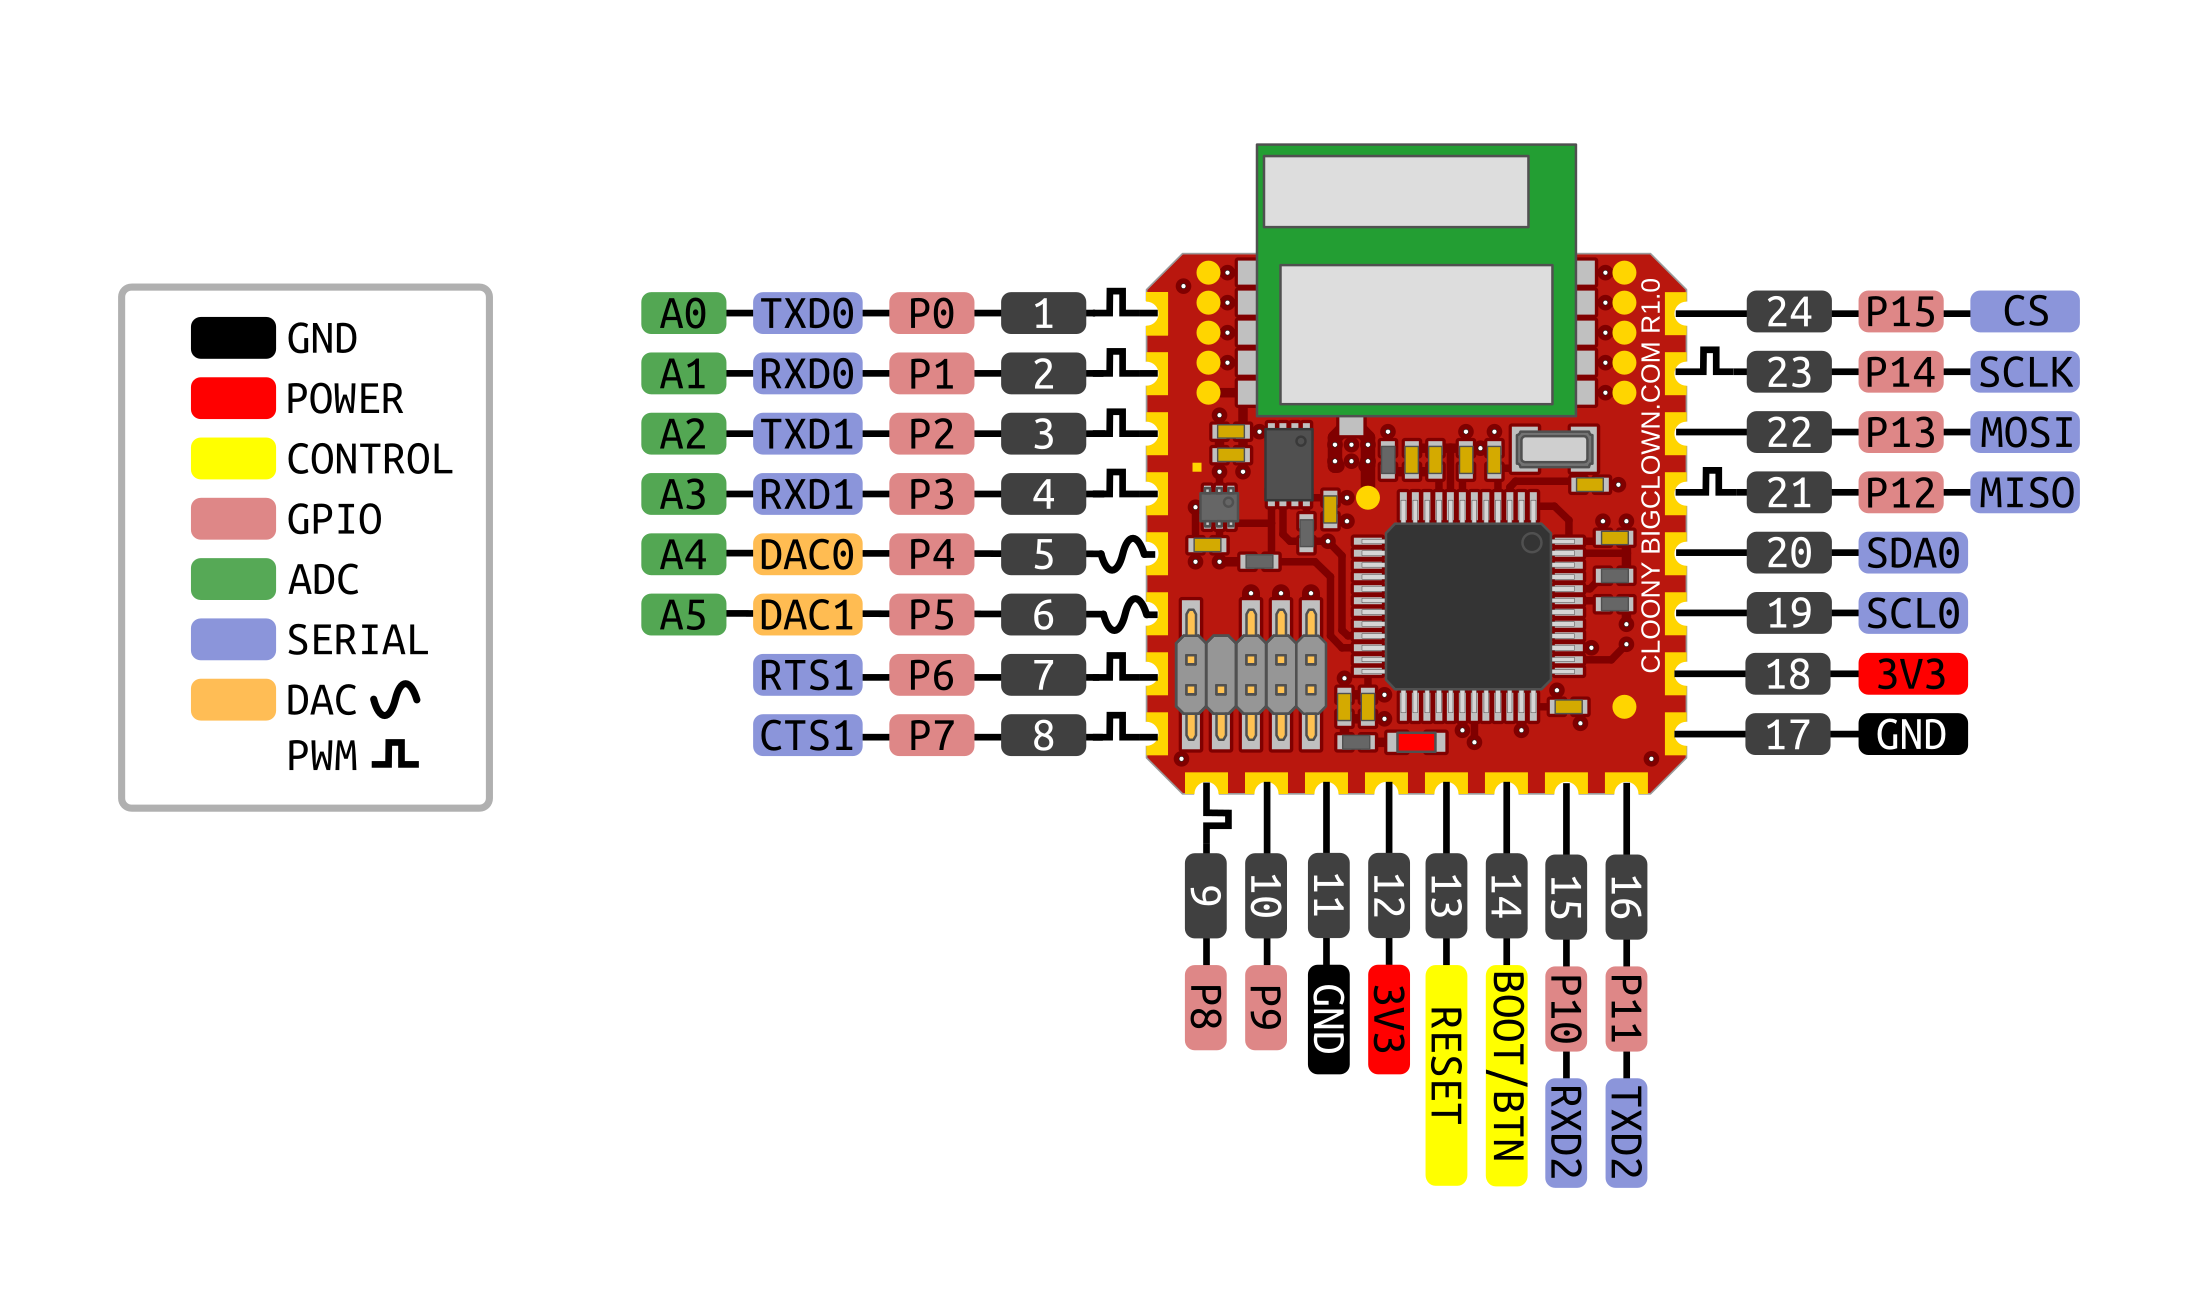 GND
POWER
CONTROL
GPIO
ADC
SERIAL
DAC
PWM
A0 TXD0 P0 1
A1 RXD0 P1 2
A2 TXD1 P2 3
A3 RXD1 P3 4
A4 DAC0 P4 5
A5 DAC1 P5 6
RTS1 P6 7
CTS1 P7 8
CLOONY BIGCLOWN.COM R1.0
24 P15 CS
23 P14 SCLK
22 P13 MOSI
21 P12 MISO
20 SDA0
19 SCL0
18 3V3
17 GND
9 P8
10 P9
11 GND
12 3V3
13 RESET
14 BOOT/BTN
15 P10 RXD2
16 P11 TXD2